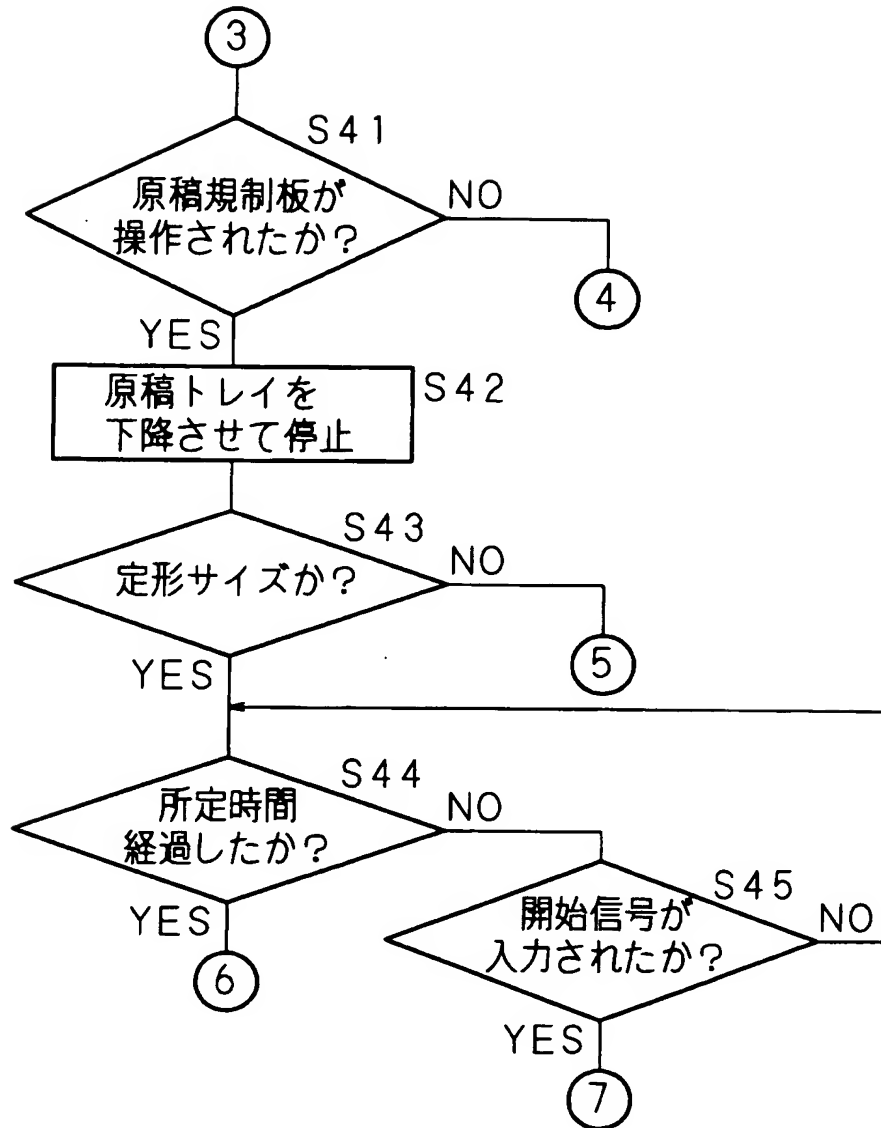 ③
S41
原稿規制板が
操作されたか?
NO
④
YES
原稿トレイを
下降させて停止
S42
S43
定形サイズか?
NO
⑤
YES
S44
所定時間
経過したか?
NO
YES
⑥
S45
開始信号が
入力されたか?
NO
YES
⑦